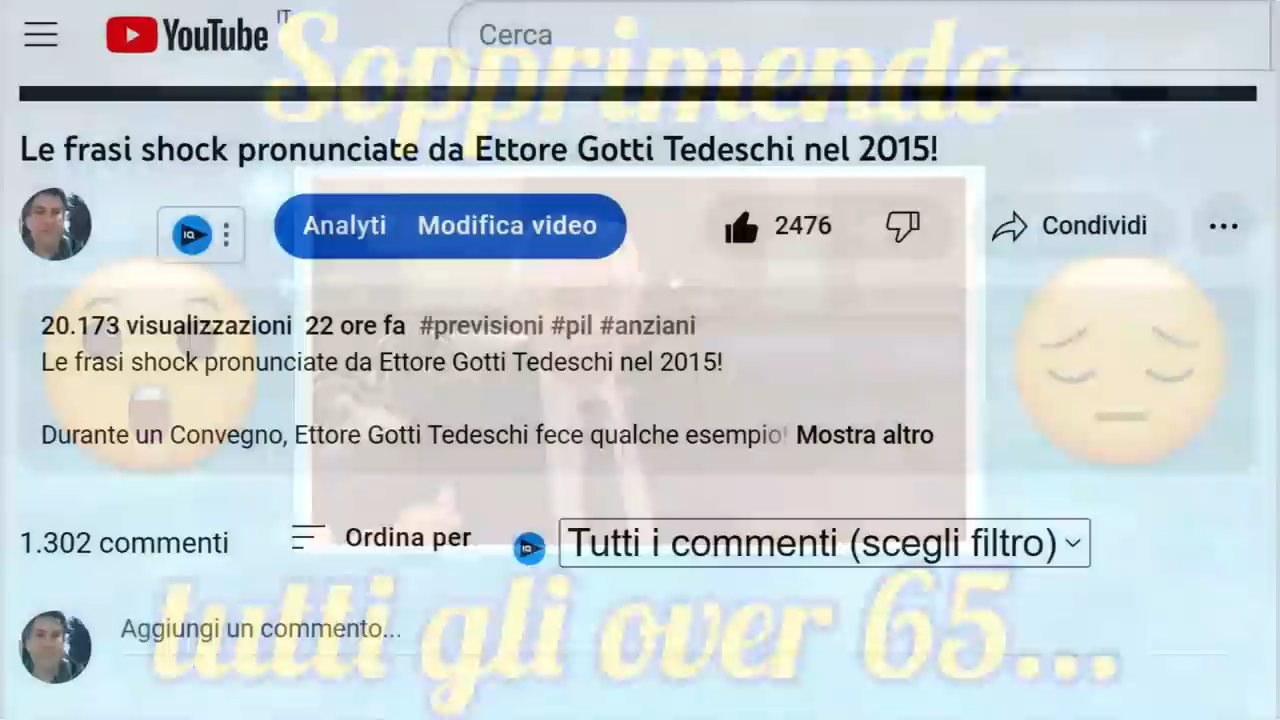 YouTube IT
Cerca
Sopprimendo
Le frasi shock pronunciate da Ettore Gotti Tedeschi nel 2015!
IQ
Analyti Modifica video
2476
Condividi
20.173 visualizzazioni 22 ore fa #previsioni #pil #anziani
Le frasi shock pronunciate da Ettore Gotti Tedeschi nel 2015!
Durante un Convegno, Ettore Gotti Tedeschi fece qualche esempio! Mostra altro
1.302 commenti
Ordina per
IQ
Tutti i commenti (scegli filtro)
Aggiungi un commento...
tutti gli over 65...